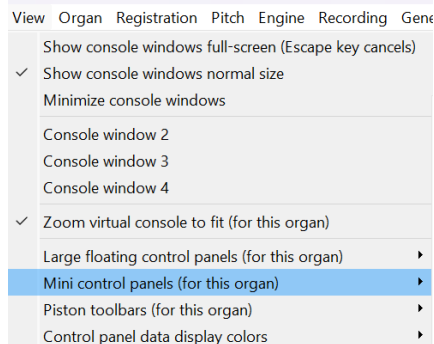 View Organ Registration Pitch Engine Recording Gene
Show console windows full-screen (Escape key cancels)
Show console windows normal size
Minimize console windows
Console window 2
Console window 3
Console window 4
Zoom virtual console to fit (for this organ)
Large floating control panels (for this organ)
Mini control panels (for this organ)
Piston toolbars (for this organ)
Control panel data display colors